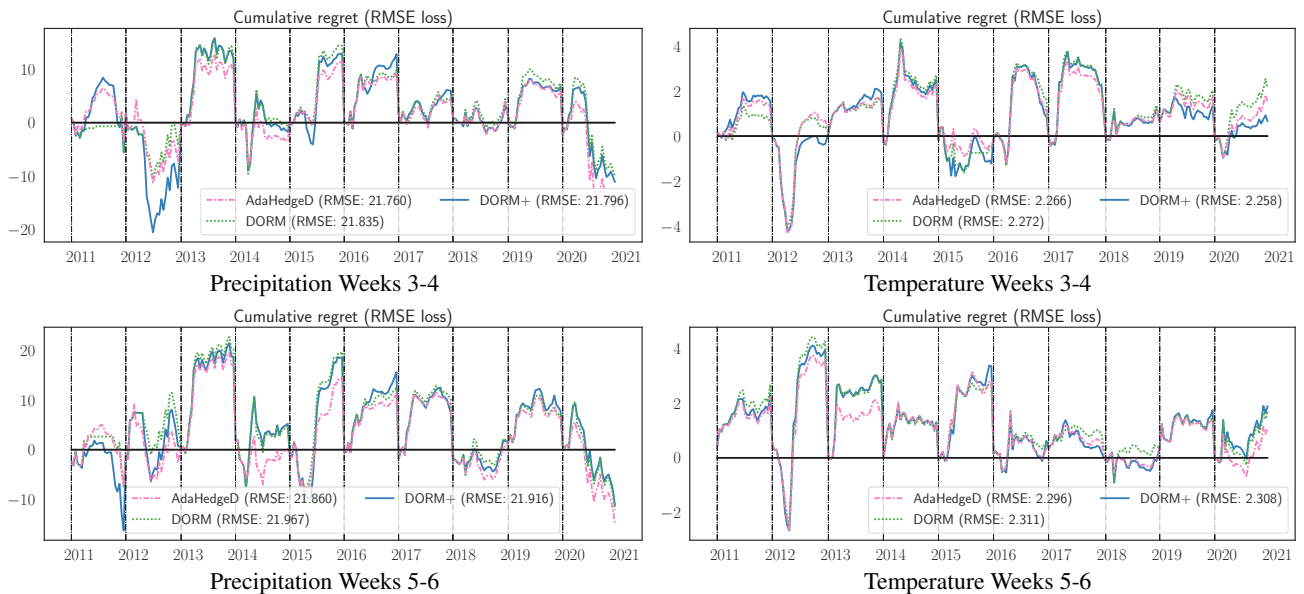 Cumulative regret (RMSE loss)
10
0
−10
−20
AdaHedgeD (RMSE: 21.760)
DORM (RMSE: 21.835)
DORM+ (RMSE: 21.796)
2011 2012 2013 2014 2015 2016 2017 2018 2019 2020 2021
Precipitation Weeks 3-4
Cumulative regret (RMSE loss)
4
2
0
−2
−4
AdaHedgeD (RMSE: 2.266)
DORM (RMSE: 2.272)
DORM+ (RMSE: 2.258)
2011 2012 2013 2014 2015 2016 2017 2018 2019 2020 2021
Temperature Weeks 3-4
Cumulative regret (RMSE loss)
20
10
0
−10
AdaHedgeD (RMSE: 21.860)
DORM (RMSE: 21.967)
DORM+ (RMSE: 21.916)
2011 2012 2013 2014 2015 2016 2017 2018 2019 2020 2021
Precipitation Weeks 5-6
Cumulative regret (RMSE loss)
4
2
0
−2
AdaHedgeD (RMSE: 2.296)
DORM (RMSE: 2.311)
DORM+ (RMSE: 2.308)
2011 2012 2013 2014 2015 2016 2017 2018 2019 2020 2021
Temperature Weeks 5-6